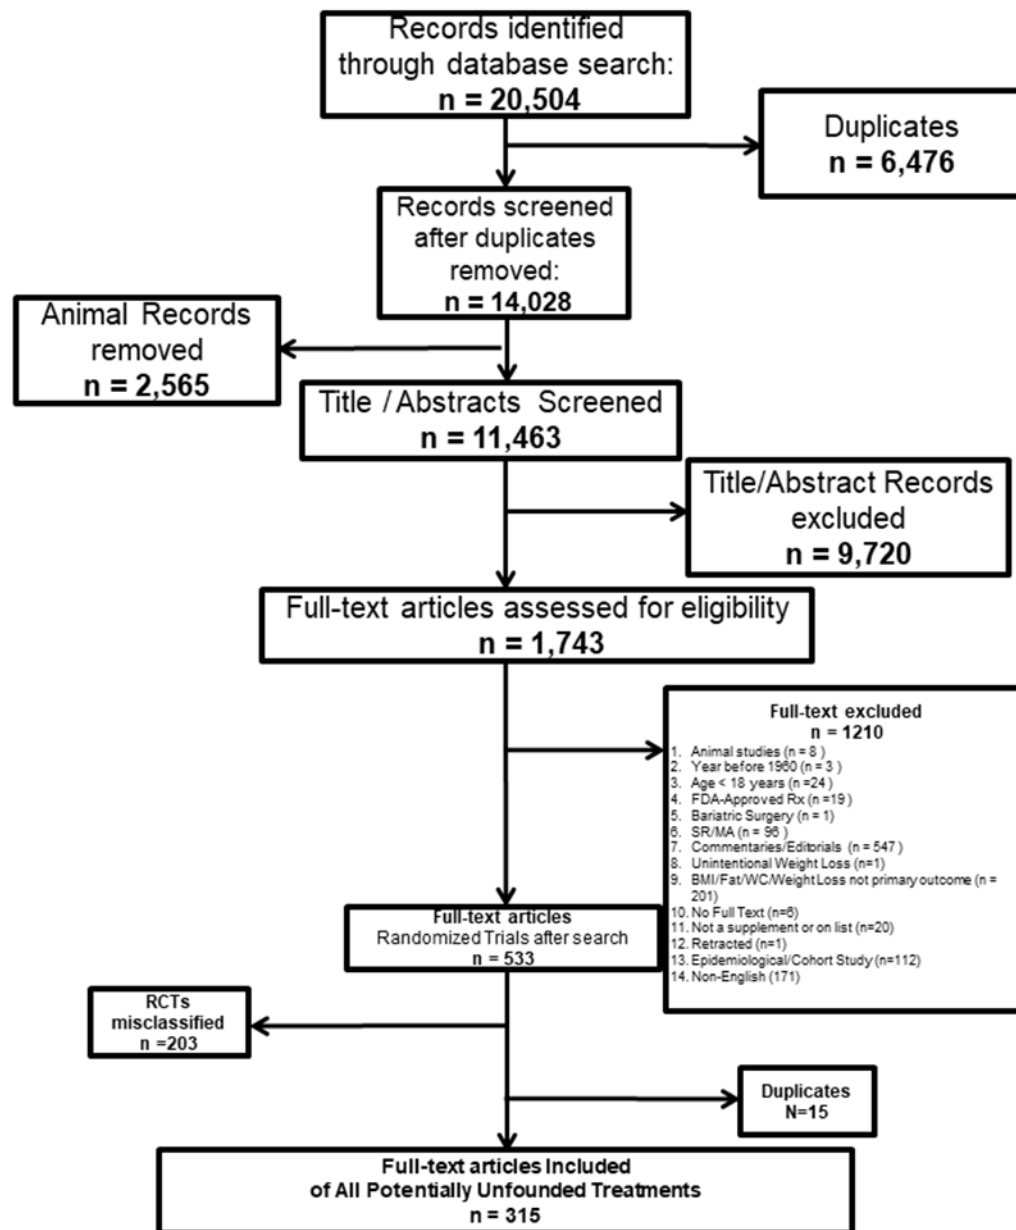 Records identified
through database search:
n = 20,504
Duplicates
n = 6,476
Records screened
after duplicates
removed:
n = 14,028
Animal Records
removed
n = 2,565
Title / Abstracts Screened
n = 11,463
Title/Abstract Records
excluded
n = 9,720
Full-text articles assessed for eligibility
n = 1,743
Full-text excluded
n = 1210
1. Animal studies (n = 8 )
2. Year before 1960 (n = 3 )
3. Age < 18 years (n =24 )
4. FDA-Approved Rx (n =19 )
5. Bariatric Surgery (n = 1)
6. SR/MA (n = 96 )
7. Commentaries/Editorials (n = 547 )
8. Unintentional Weight Loss (n=1)
9. BMI/Fat/WC/Weight Loss not primary outcome (n =
201)
10. No Full Text (n=6)
11. Not a supplement or on list (n=20)
12. Retracted (n=1)
13. Epidemiological/Cohort Study (n=112)
14. Non-English (171)
Full-text articles
Randomized Trials after search
n = 533
RCTs
misclassified
n =203
Duplicates
N=15
Full-text articles Included
of All Potentially Unfounded Treatments
n = 315